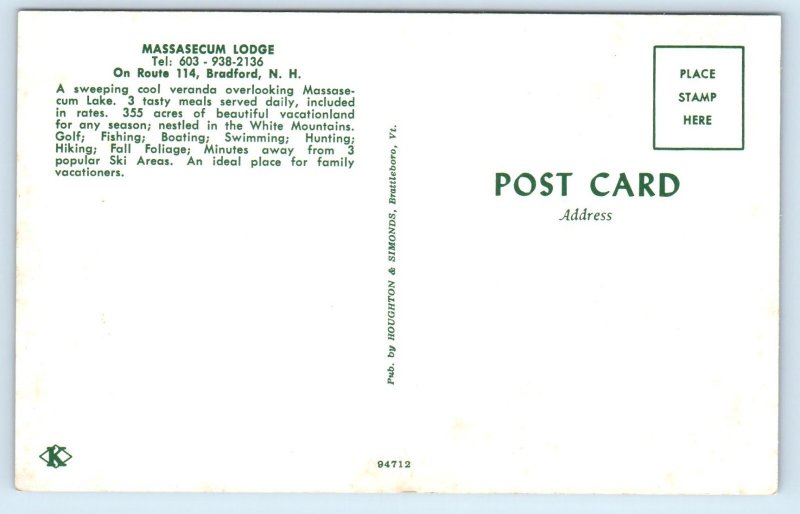 MASSASECUM LODGE
Tel: 603 - 938-2136
On Route 114, Bradford, N. H.
A sweeping cool veranda overlooking Massase-
cum Lake. 3 tasty meals served daily, included
in rates. 355 acres of beautiful vacationland
for any season; nestled in the White Mountains.
Golf; Fishing; Boating; Swimming; Hunting;
Hiking; Fall Foliage; Minutes away from 3
popular Ski Areas. An ideal place for family
vacationers.
K
Pub. by HOUGHTON & SIMONDS, Brattleboro, Vt.
94712
PLACE
STAMP
HERE
POST CARD
Address